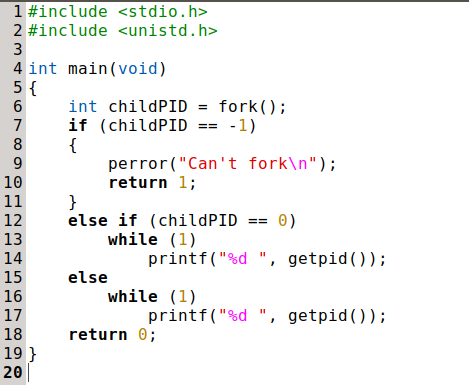 1 #include <stdio.h>
2 #include <unistd.h>
3
4 int main(void)
5 {
6     int childPID = fork();
7     if (childPID == -1)
8     {
9         perror("Can't fork\n");
10         return 1;
11     }
12     else if (childPID == 0)
13         while (1)
14             printf("%d ", getpid());
15     else
16         while (1)
17             printf("%d ", getpid());
18     return 0;
19 }
20